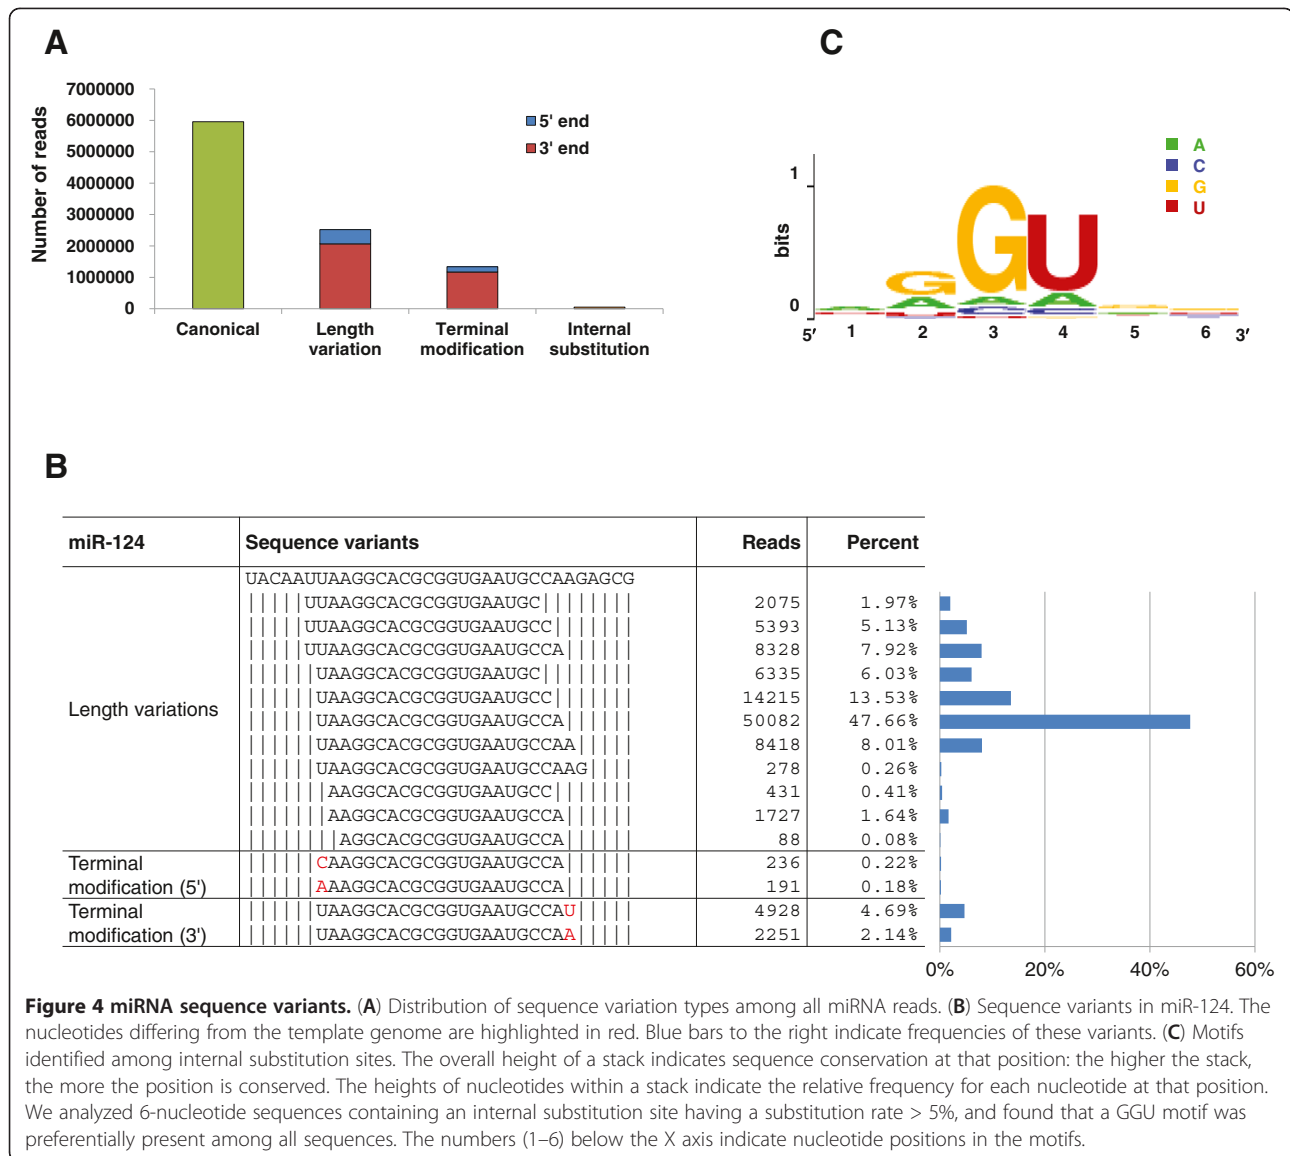 A
7000000
6000000
5000000
4000000
3000000
2000000
1000000
0
Number of reads
5' end
3' end
Canonical
Length variation
Terminal modification
Internal substitution
C
A
C
G
U
1
0
bits
5′ 1 2 3 4 5 6 3′
G
A
G
A
C
U
A
C
B
miR-124 Sequence variants Reads Percent
UACAAUUAAGGCACGCGGUGAAUGCCAAGAGCG
Length variations
|||||UUAAGGCACGCGGUGAAUGC|||||||| 2075 1.97%
|||||UUAAGGCACGCGGUGAAUGCC||||||| 5393 5.13%
|||||UUAAGGCACGCGGUGAAUGCCA|||||| 8328 7.92%
||||||UAAGGCACGCGGUGAAUGC|||||||| 6335 6.03%
||||||UAAGGCACGCGGUGAAUGCC||||||| 14215 13.53%
||||||UAAGGCACGCGGUGAAUGCCA|||||| 50082 47.66%
||||||UAAGGCACGCGGUGAAUGCCAA||||| 8418 8.01%
||||||UAAGGCACGCGGUGAAUGCCAAG|||| 278 0.26%
|||||||AAGGCACGCGGUGAAUGCC||||||| 431 0.41%
|||||||AAGGCACGCGGUGAAUGCCA|||||| 1727 1.64%
||||||||AGGCACGCGGUGAAUGCCA|||||| 88 0.08%
Terminal modification (5')
||||||CAAGGCACGCGGUGAAUGCCA|||||| 236 0.22%
||||||AAAGGCACGCGGUGAAUGCCA|||||| 191 0.18%
Terminal modification (3')
||||||UAAGGCACGCGGUGAAUGCCAU||||| 4928 4.69%
||||||UAAGGCACGCGGUGAAUGCCAA||||| 2251 2.14%
0% 20% 40% 60%
Figure 4 miRNA sequence variants. (A) Distribution of sequence variation types among all miRNA reads. (B) Sequence variants in miR-124. The
nucleotides differing from the template genome are highlighted in red. Blue bars to the right indicate frequencies of these variants. (C) Motifs
identified among internal substitution sites. The overall height of a stack indicates sequence conservation at that position: the higher the stack,
the more the position is conserved. The heights of nucleotides within a stack indicate the relative frequency for each nucleotide at that position.
We analyzed 6-nucleotide sequences containing an internal substitution site having a substitution rate > 5%, and found that a GGU motif was
preferentially present among all sequences. The numbers (1–6) below the X axis indicate nucleotide positions in the motifs.